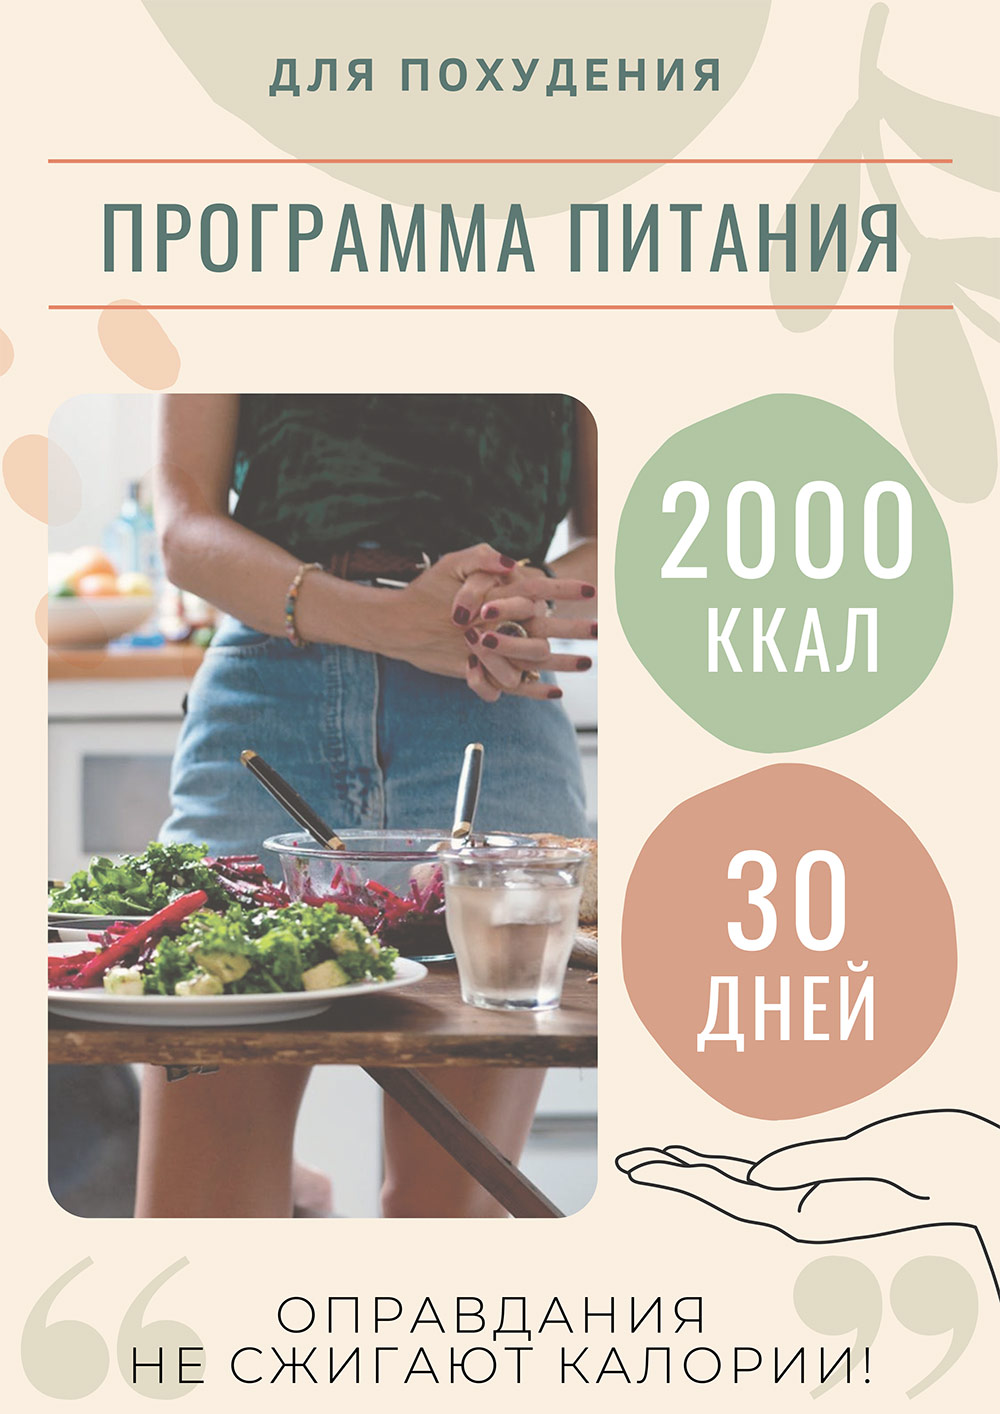 ДЛЯ ПОХУДЕНИЯ
ПРОГРАММА ПИТАНИЯ
2000
ККАЛ
30
ДНЕЙ
ОПРАВДАНИЯ
НЕ СЖИГАЮТ КАЛОРИИ!